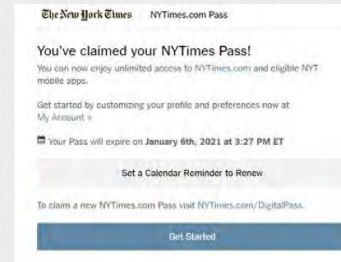 The New York Times NYTimes.com Pass
You've claimed your NYTimes Pass!
You can now enjoy unlimited access to NYTimes.com and eligible NYT
mobile apps.
Get started by customizing your profile and preferences now at
My Account »
Your Pass will expire on January 6th, 2021 at 3:27 PM ET
Set a Calendar Reminder to Renew
To claim a new NYTimes.com Pass visit NYTimes.com/DigitalPass.
Get Started